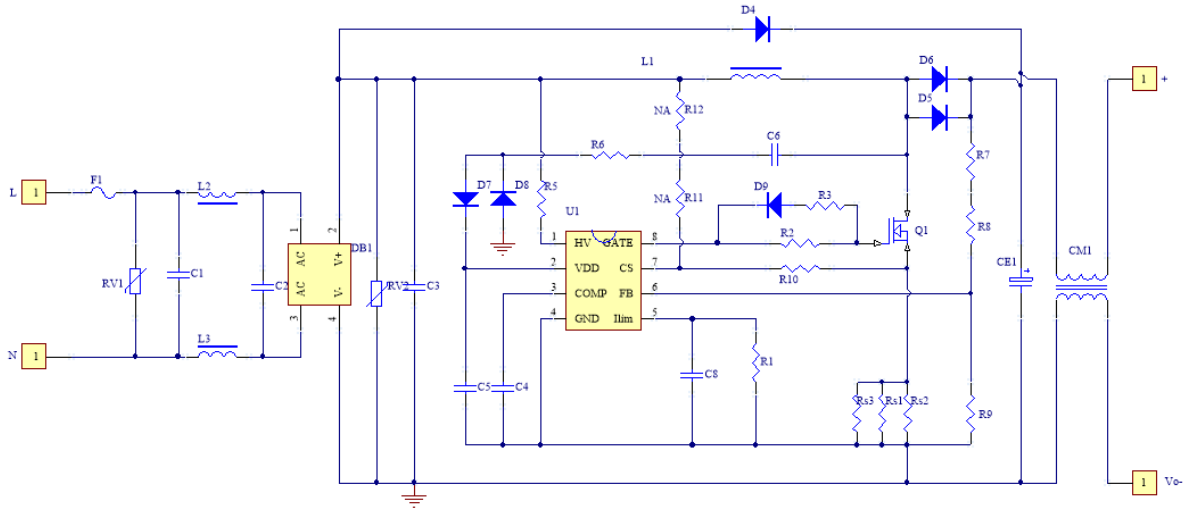 D4
L1
D6
D5
1 +
NA R12
C6
R6
R7
D7 D8 R5
D9 R3
NA R11
F1
L 1
L2
U1
R2
Q1
R8
1 2
DB1
AC V+
AC V-
3 4
1 HV GATE 8
2 VDD CS 7
3 COMP FB 6
4 GND Ilim 5
R10
CE1 +
CM1
RV1 C1 C2 RV2 C3
L3
N 1
C5 C4 C8 R1
Rs3 Rs1 Rs2 R9
1 Vo-